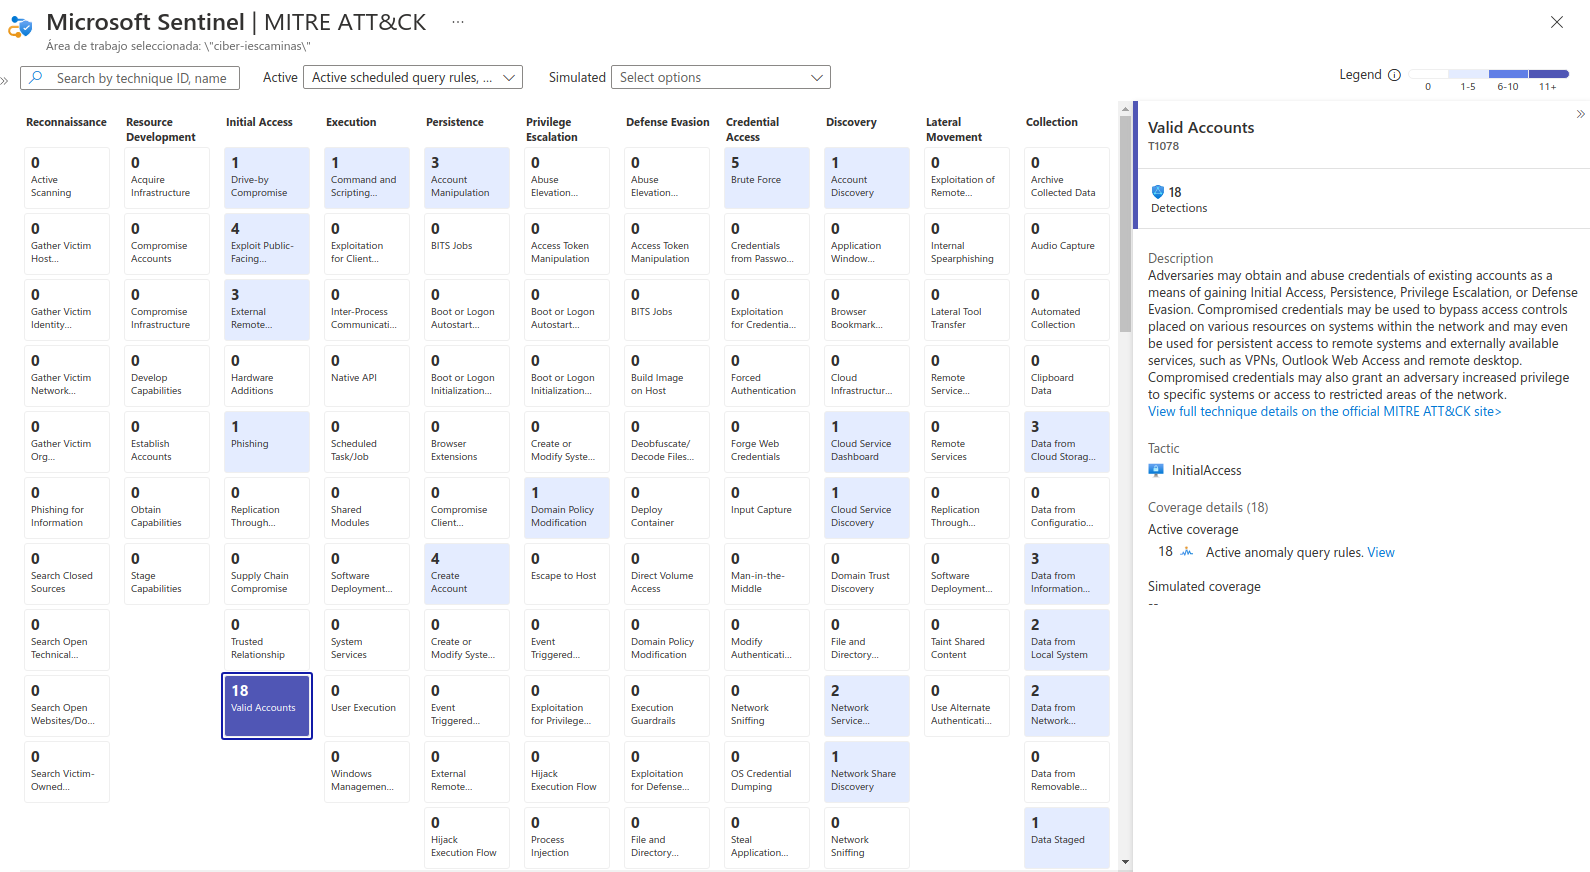 Microsoft Sentinel | MITRE ATT&CK ...
Área de trabajo seleccionada: \"ciber-iescaminas\"
Search by technique ID, name
Active
Active scheduled query rules, ...
Simulated
Select options
Legend
0
1-5
6-10
11+
Reconnaissance
0
Active
Scanning
0
Gather Victim
Host...
0
Gather Victim
Identity...
0
Gather Victim
Network...
0
Gather Victim
Org...
0
Phishing for
Information
0
Search Closed
Sources
0
Search Open
Technical...
0
Search Open
Websites/Do...
0
Search Victim-
Owned...
Resource
Development
0
Acquire
Infrastructure
0
Compromise
Accounts
0
Compromise
Infrastructure
0
Develop
Capabilities
0
Establish
Accounts
0
Obtain
Capabilities
0
Stage
Capabilities
Initial Access
1
Drive-by
Compromise
4
Exploit Public-
Facing...
3
External
Remote...
0
Hardware
Additions
1
Phishing
0
Replication
Through...
0
Supply Chain
Compromise
0
Trusted
Relationship
18
Valid Accounts
Execution
1
Command and
Scripting...
0
Exploitation
for Client...
0
Inter-Process
Communicati...
0
Native API
0
Scheduled
Task/Job
0
Shared
Modules
0
Software
Deployment...
0
System
Services
0
User Execution
0
Windows
Managemen...
Persistence
3
Account
Manipulation
0
BITS Jobs
0
Boot or Logon
Autostart...
0
Boot or Logon
Initialization...
0
Browser
Extensions
0
Compromise
Client...
4
Create
Account
0
Create or
Modify Syste...
0
Event
Triggered...
0
External
Remote...
0
Hijack
Execution Flow
Privilege
Escalation
0
Abuse
Elevation...
0
Access Token
Manipulation
0
Boot or Logon
Autostart...
0
Boot or Logon
Initialization...
0
Create or
Modify Syste...
1
Domain Policy
Modification
0
Escape to Host
0
Event
Triggered...
0
Exploitation
for Privilege...
0
Hijack
Execution Flow
0
Process
Injection
Defense Evasion
0
Abuse
Elevation...
0
Access Token
Manipulation
0
BITS Jobs
0
Build Image
on Host
0
Deobfuscate/
Decode Files...
0
Deploy
Container
0
Direct Volume
Access
0
Domain Policy
Modification
0
Execution
Guardrails
0
Exploitation
for Defense...
0
File and
Directory...
Credential
Access
5
Brute Force
0
Credentials
from Passwo...
0
Exploitation
for Credentia...
0
Forced
Authentication
0
Forge Web
Credentials
0
Input Capture
0
Man-in-the-
Middle
0
Modify
Authenticati...
0
Network
Sniffing
0
OS Credential
Dumping
0
Steal
Application...
Discovery
1
Account
Discovery
0
Application
Window...
0
Browser
Bookmark...
0
Cloud
Infrastructur...
1
Cloud Service
Dashboard
1
Cloud Service
Discovery
0
Domain Trust
Discovery
0
File and
Directory...
2
Network
Service...
1
Network Share
Discovery
0
Network
Sniffing
Lateral
Movement
0
Exploitation of
Remote...
0
Internal
Spearphishing
0
Lateral Tool
Transfer
0
Remote
Service...
0
Remote
Services
0
Replication
Through...
0
Software
Deployment...
0
Taint Shared
Content
0
Use Alternate
Authenticati...
Collection
0
Archive
Collected Data
0
Audio Capture
0
Automated
Collection
0
Clipboard
Data
3
Data from
Cloud Storag...
0
Data from
Configuratio...
3
Data from
Information...
2
Data from
Local System
2
Data from
Network...
0
Data from
Removable...
1
Data Staged
Valid Accounts
T1078
18
Detections
Description
Adversaries may obtain and abuse credentials of existing accounts as a
means of gaining Initial Access, Persistence, Privilege Escalation, or Defense
Evasion. Compromised credentials may be used to bypass access controls
placed on various resources on systems within the network and may even
be used for persistent access to remote systems and externally available
services, such as VPNs, Outlook Web Access and remote desktop.
Compromised credentials may also grant an adversary increased privilege
to specific systems or access to restricted areas of the network.
View full technique details on the official MITRE ATT&CK site>
Tactic
InitialAccess
Coverage details (18)
Active coverage
18 Active anomaly query rules. View
Simulated coverage
--